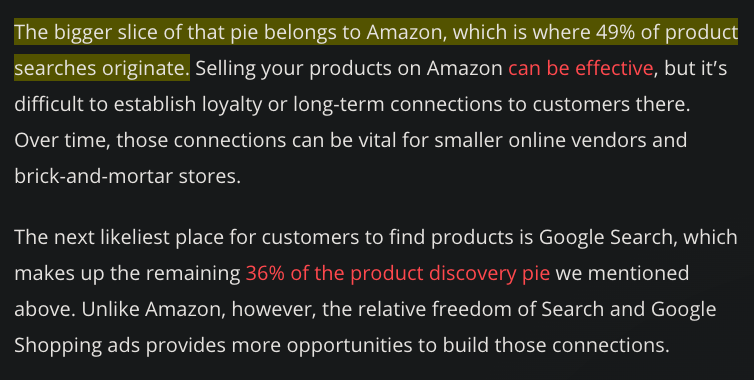 The bigger slice of that pie belongs to Amazon, which is where 49% of product
searches originate. Selling your products on Amazon can be effective, but it's
difficult to establish loyalty or long-term connections to customers there.
Over time, those connections can be vital for smaller online vendors and
brick-and-mortar stores.
The next likeliest place for customers to find products is Google Search, which
makes up the remaining 36% of the product discovery pie we mentioned
above. Unlike Amazon, however, the relative freedom of Search and Google
Shopping ads provides more opportunities to build those connections.